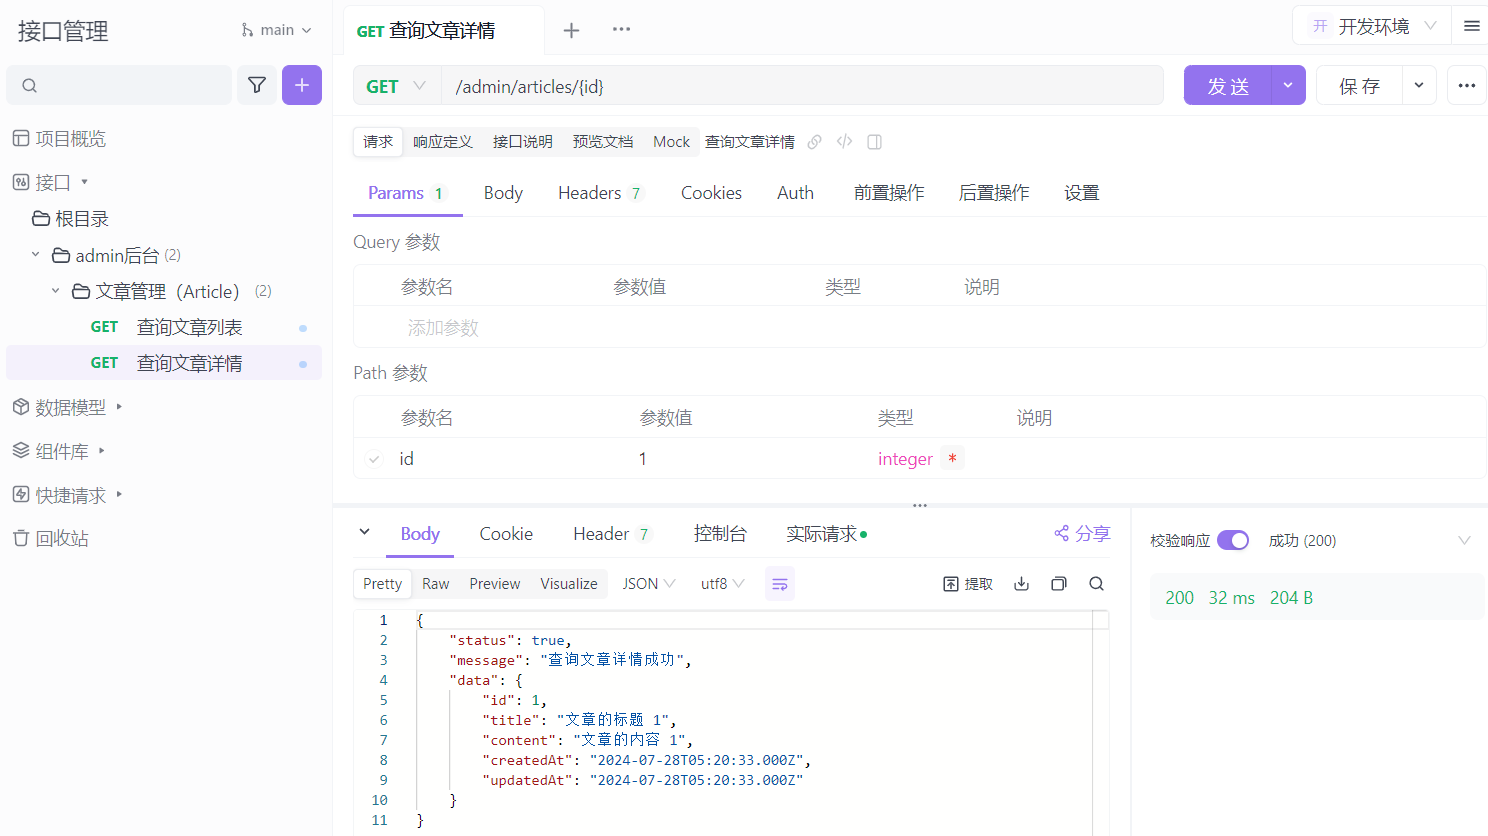 接口管理
main
项目概览
接口
根目录
admin后台 (2)
文章管理（Article） (2)
GET 查询文章列表
GET 查询文章详情
数据模型
组件库
快捷请求
回收站
GET 查询文章详情
开 开发环境
GET /admin/articles/{id}
发 送
保 存
请求 响应定义 接口说明 预览文档 Mock 查询文章详情
Params 1 Body Headers 7 Cookies Auth 前置操作 后置操作 设置
Query 参数
参数名 参数值 类型 说明
添加参数
Path 参数
参数名 参数值 类型 说明
id 1 integer *
Body Cookie Header 7 控制台 实际请求 分享
Pretty Raw Preview Visualize JSON utf8 提取
1 {
2 "status": true,
3 "message": "查询文章详情成功",
4 "data": {
5 "id": 1,
6 "title": "文章的标题 1",
7 "content": "文章的内容 1",
8 "createdAt": "2024-07-28T05:20:33.000Z",
9 "updatedAt": "2024-07-28T05:20:33.000Z"
10 }
11 }
校验响应 成功 (200)
200 32 ms 204 B